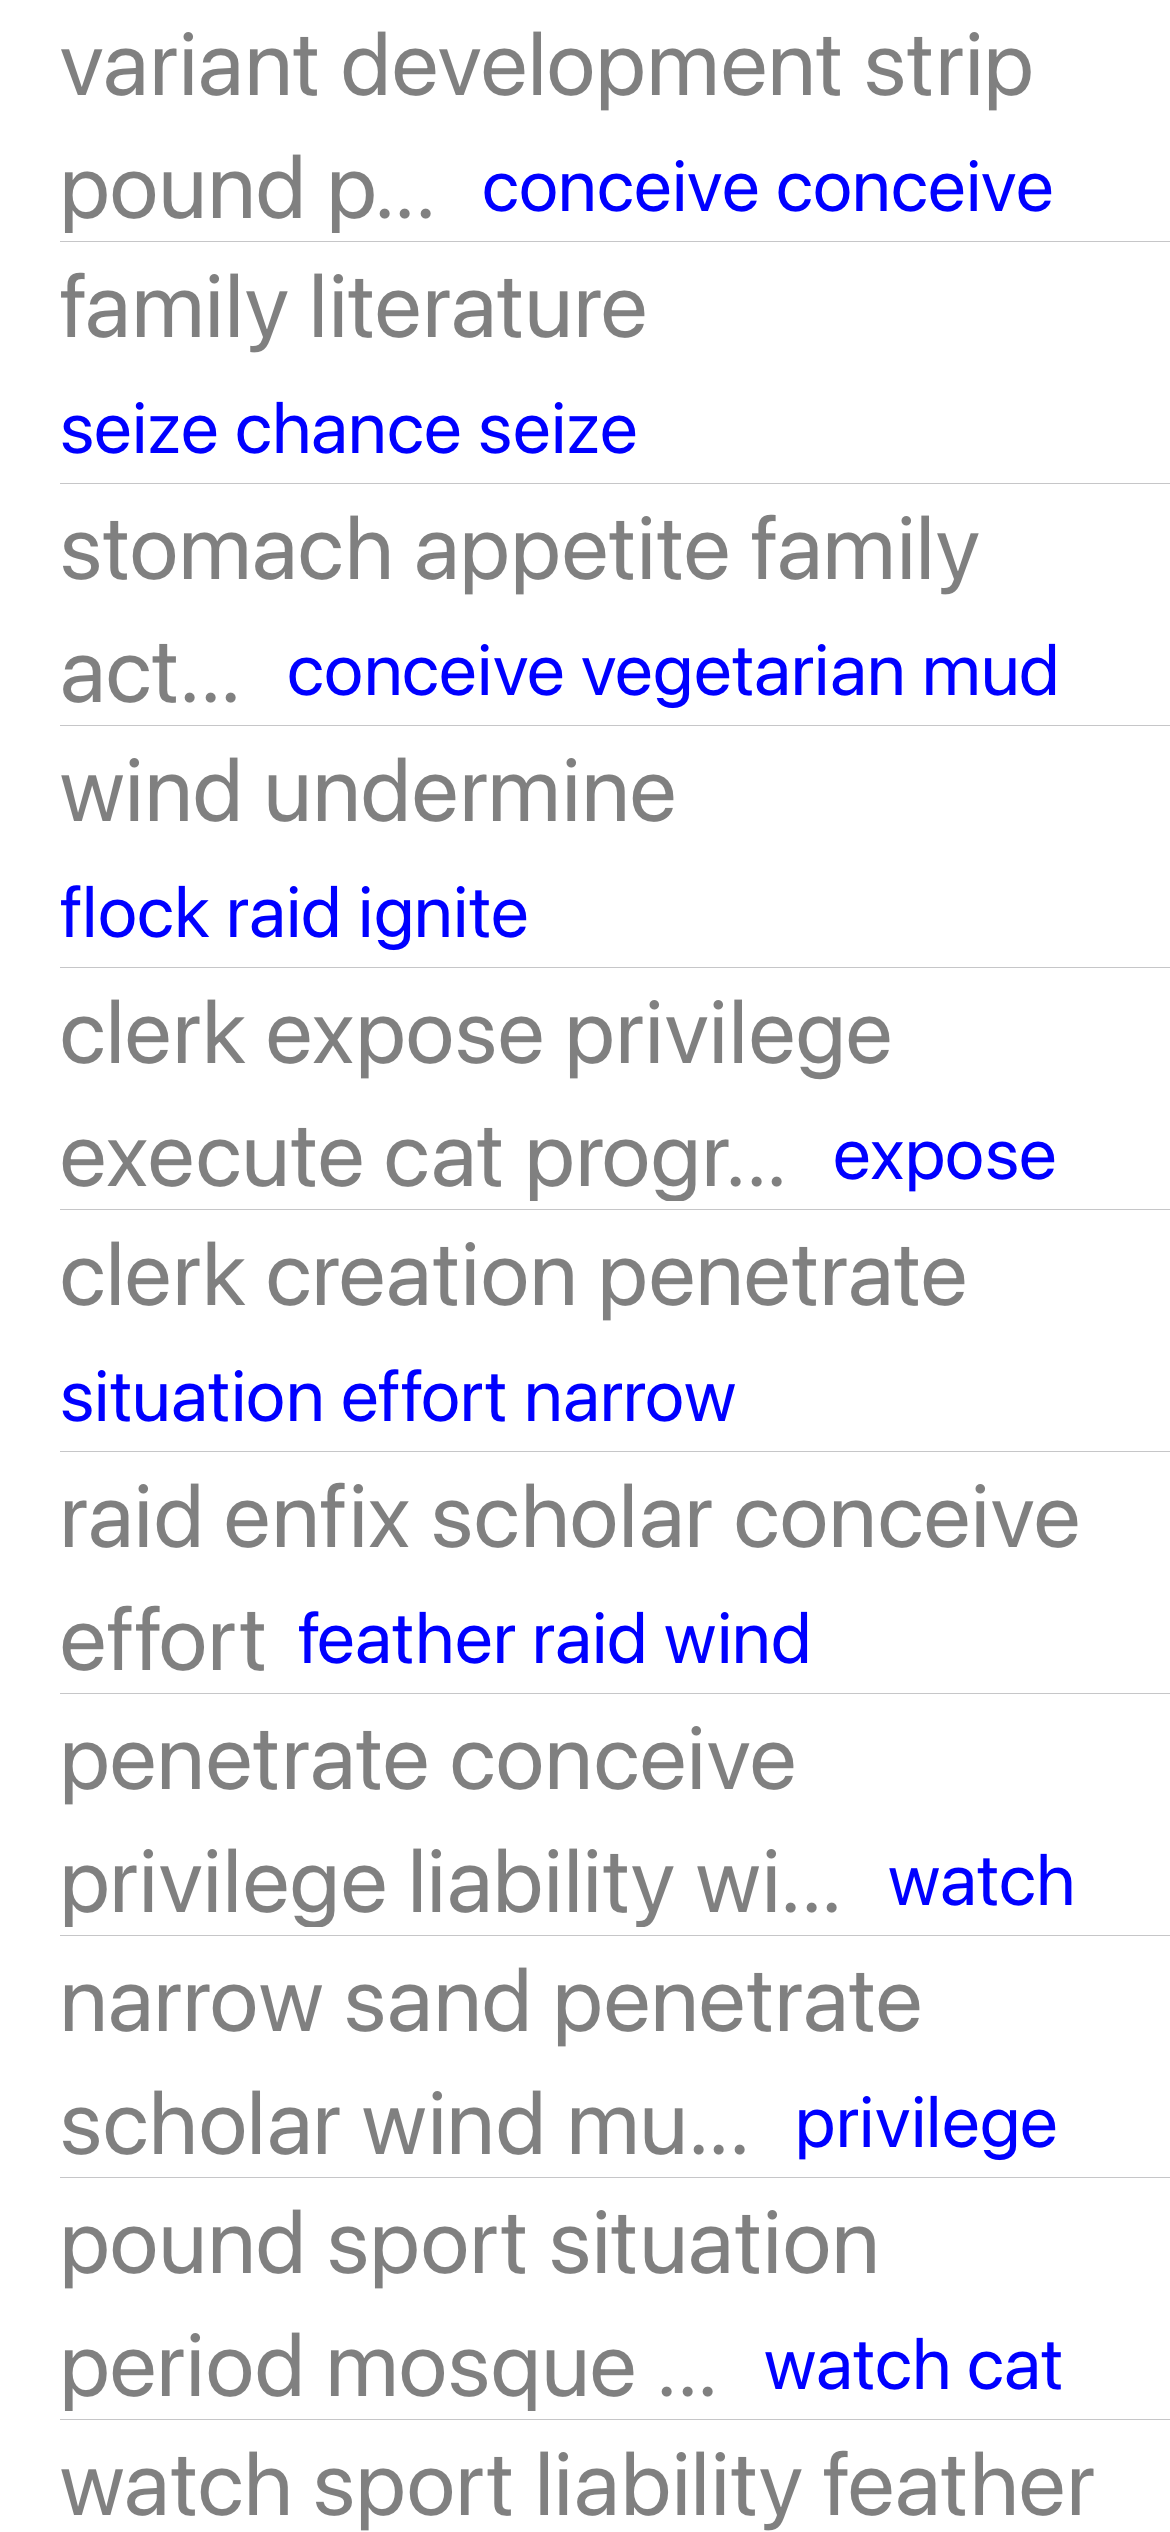 variant development strip
pound p... conceive conceive
family literature
seize chance seize
stomach appetite family
act... conceive vegetarian mud
wind undermine
flock raid ignite
clerk expose privilege
execute cat progr... expose
clerk creation penetrate
situation effort narrow
raid enfix scholar conceive
effort feather raid wind
penetrate conceive
privilege liability wi... watch
narrow sand penetrate
scholar wind mu... privilege
pound sport situation
period mosque ... watch cat
watch sport liability feather